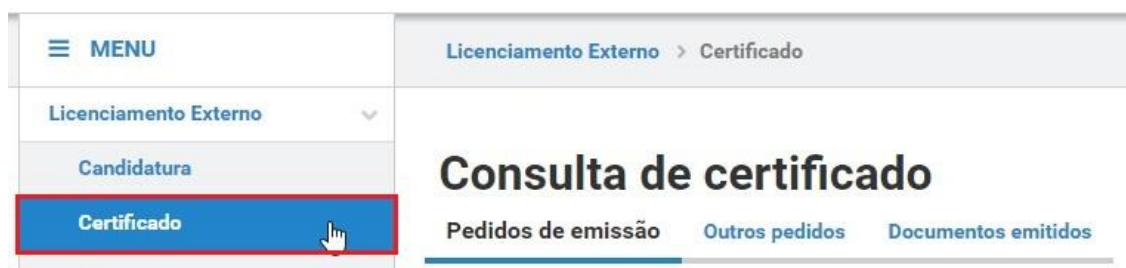 MENU
Licenciamento Externo > Certificado
Licenciamento Externo
Candidatura
Certificado
Consulta de certificado
Pedidos de emissão Outros pedidos Documentos emitidos